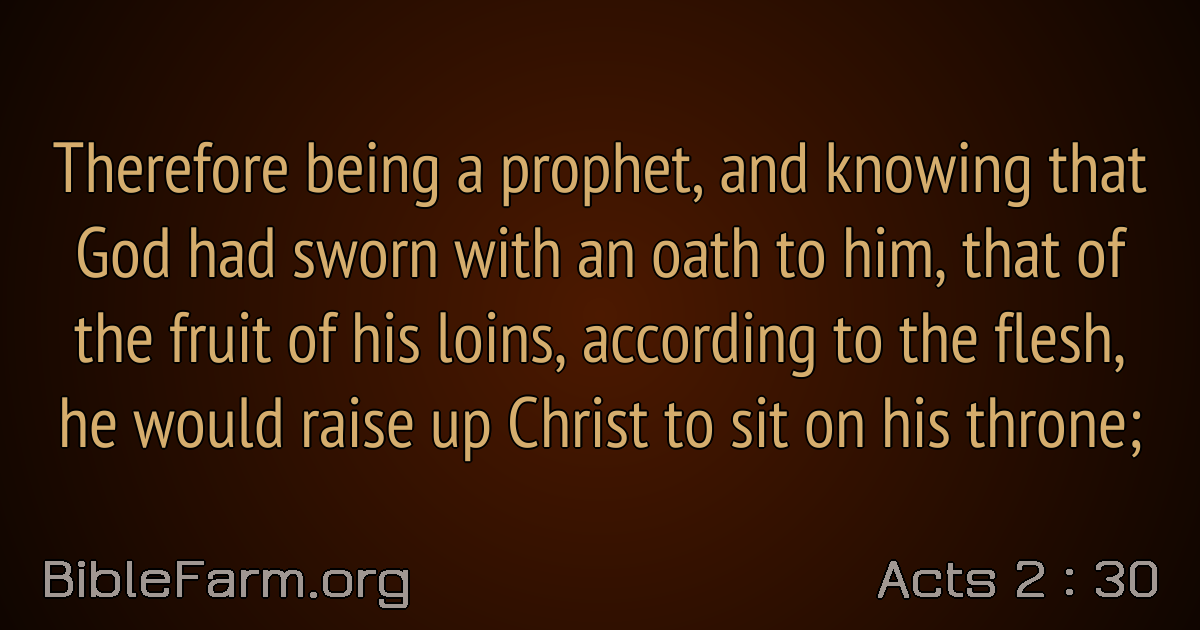 Therefore being a prophet, and knowing that
God had sworn with an oath to him, that of
the fruit of his loins, according to the flesh,
he would raise up Christ to sit on his throne;
BibleFarm.org
Acts 2 : 30